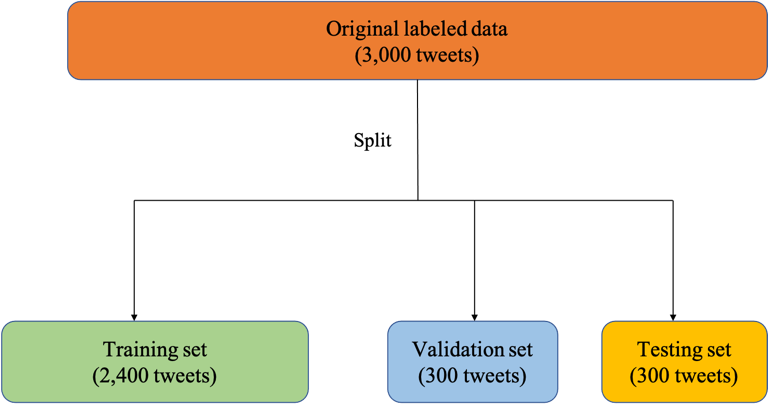 Original labeled data
(3,000 tweets)
Split
Training set
(2,400 tweets)
Validation set
(300 tweets)
Testing set
(300 tweets)